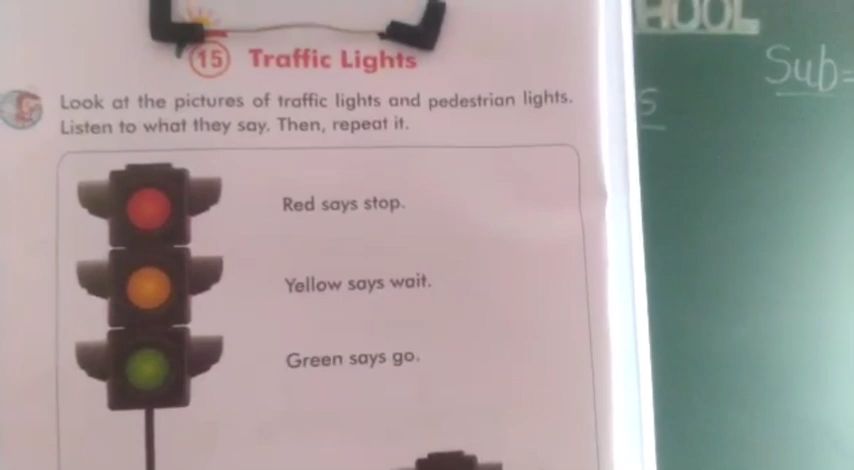 HOOL
Sub=
s
15 Traffic Lights
Look at the pictures of traffic lights and pedestrian lights.
Listen to what they say. Then, repeat it.
Red says stop.
Yellow says wait.
Green says go.